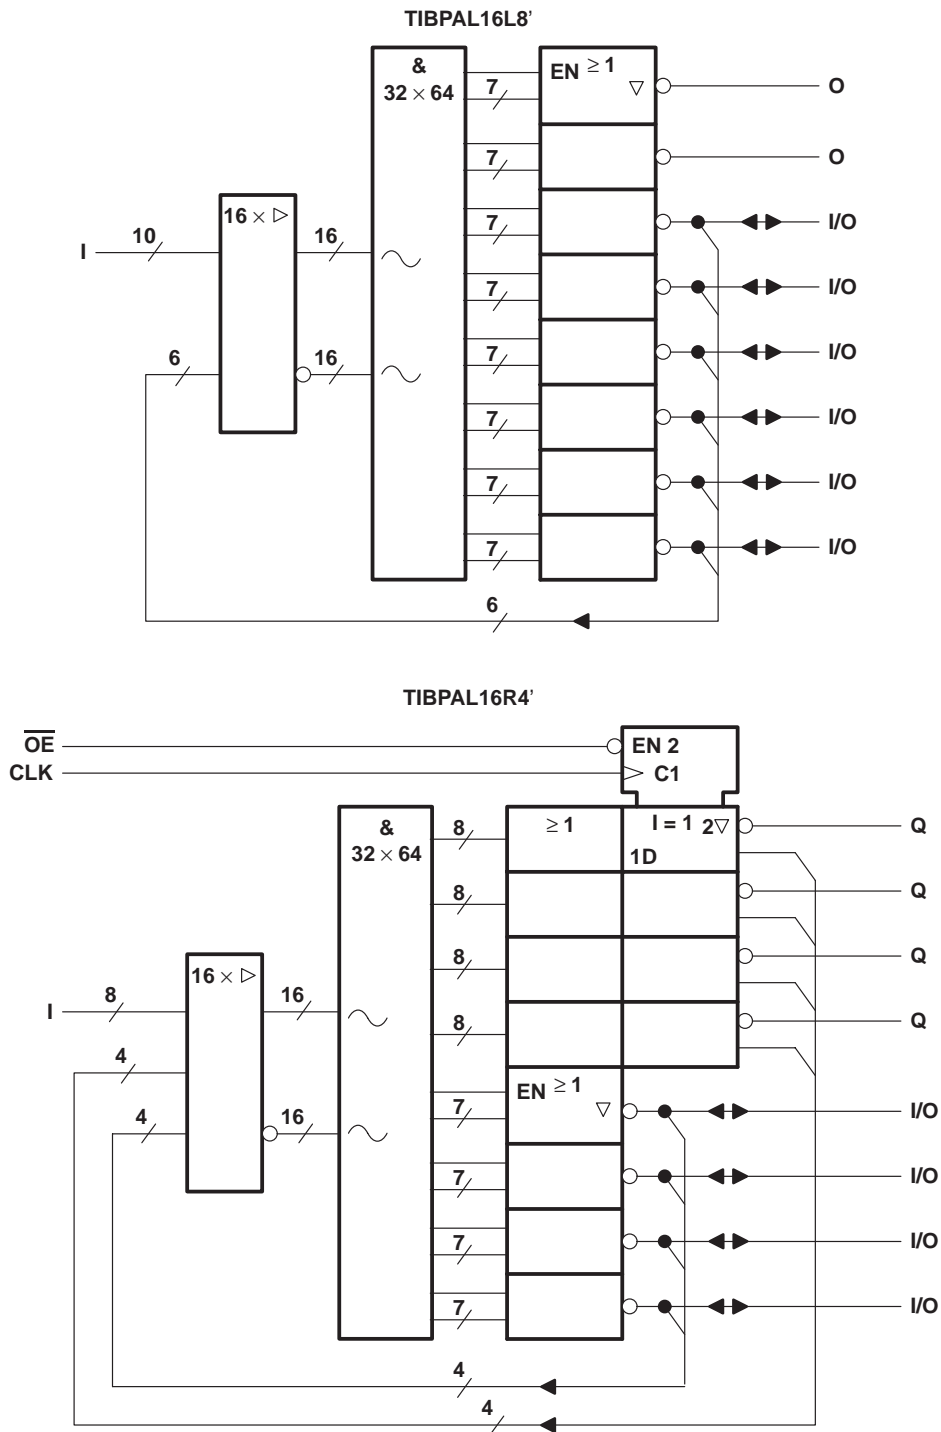 TIBPAL16L8'
&
32 × 64
EN ≥ 1 ▽
7
O
7
O
16 × ▷
7
I/O
I
10
16
7
I/O
6
16
7
I/O
7
I/O
7
I/O
7
I/O
6
TIBPAL16R4'
OE
EN 2
CLK
C1
&
32 × 64
8
≥ 1
I = 1 2▽
1D
Q
8
Q
8
Q
16 × ▷
I
8
16
8
Q
4
EN ≥ 1 ▽
7
I/O
4
16
7
I/O
7
I/O
7
I/O
4
4